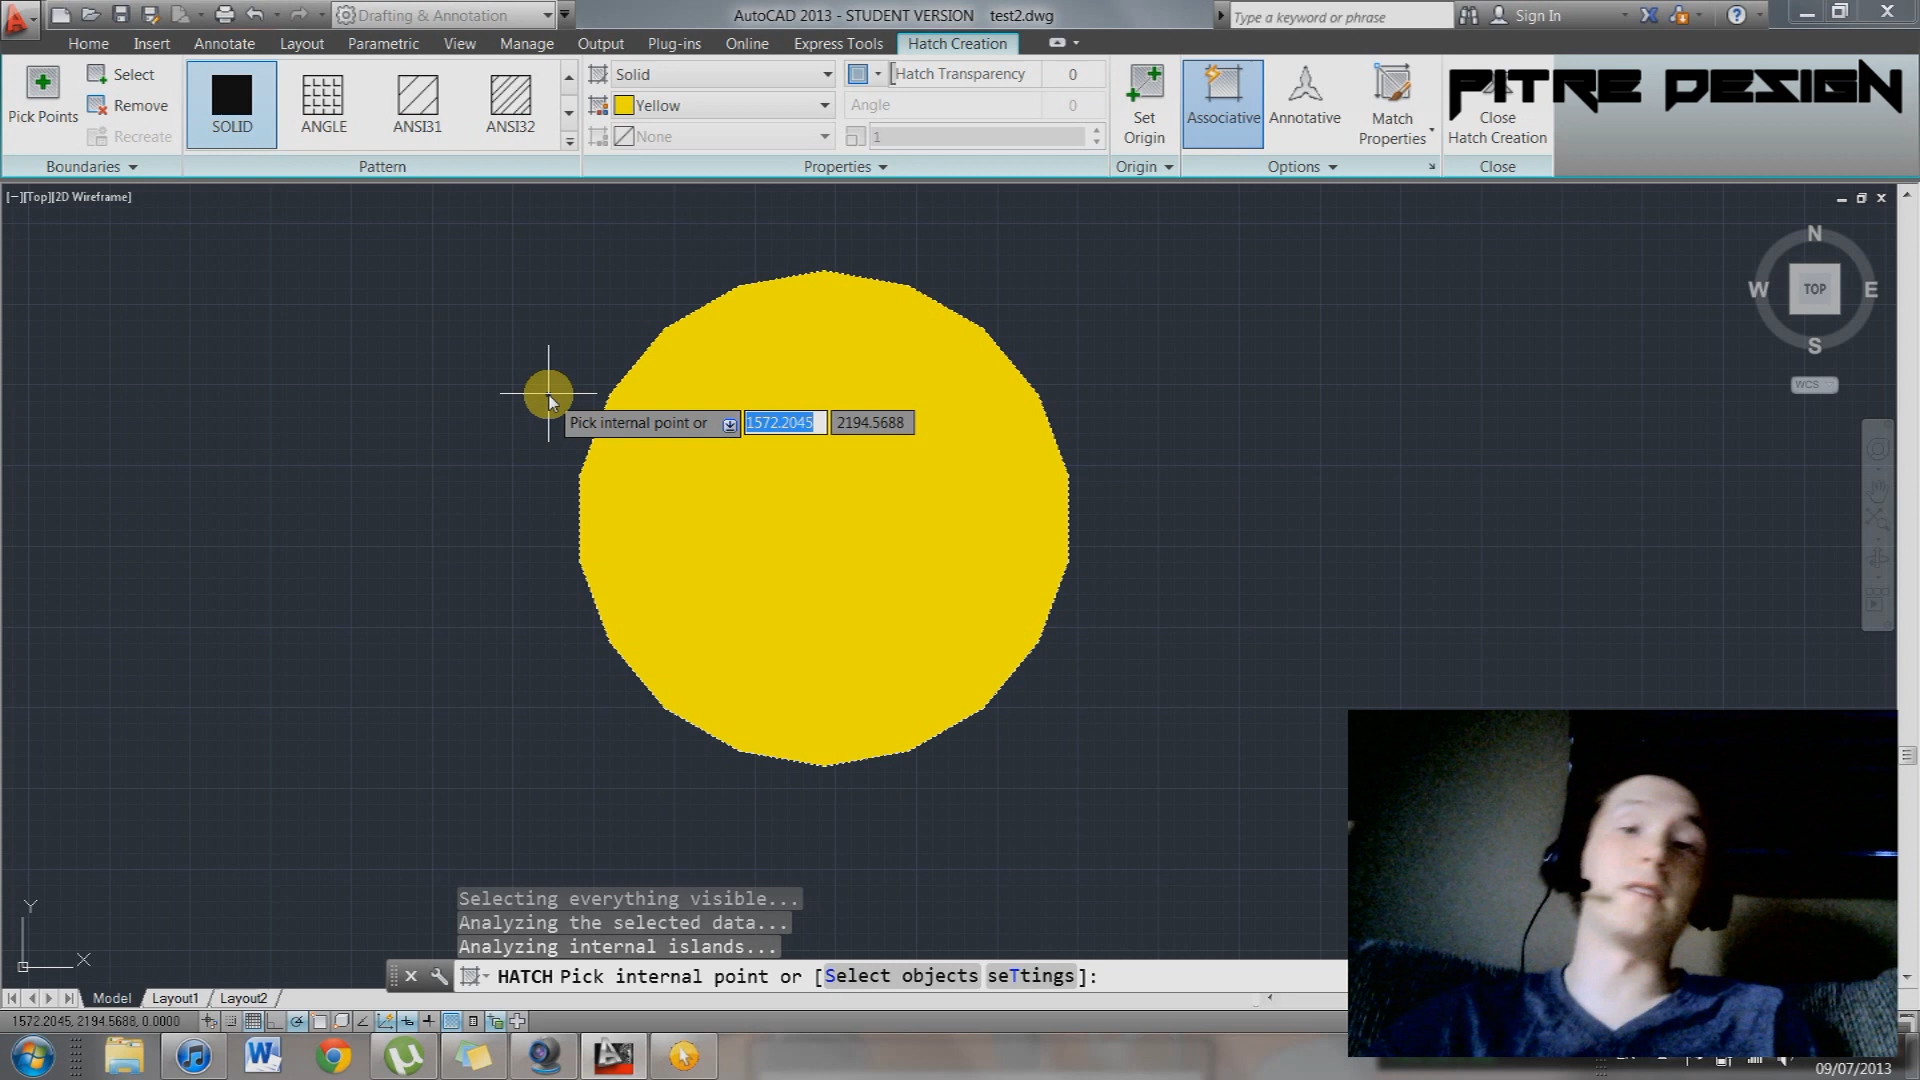 Drafting & Annotation
AutoCAD 2013 - STUDENT VERSION test2.dwg
Type a keyword or phrase
Sign In
Home Insert Annotate Layout Parametric View Manage Output Plug-ins Online Express Tools Hatch Creation
Pick Points
Select
Remove
Recreate
SOLID
ANGLE
ANSI31
ANSI32
Solid
Yellow
None
Hatch Transparency 0
Angle 0
1
Set
Origin
Associative
Annotative
Match
Properties
Close
Hatch Creation
PITRE DESIGN
Boundaries
Pattern
Properties
Origin
Options
Close
[−][Top][2D Wireframe]
N
W
TOP
E
S
WCS
Pick internal point or 1572.2045 2194.5688
Selecting everything visible...
Analyzing the selected data...
Analyzing internal islands...
Y
X
HATCH Pick internal point or [Select objects seTtings]:
Model Layout1 Layout2
1572.2045, 2194.5688, 0.0000
09/07/2013